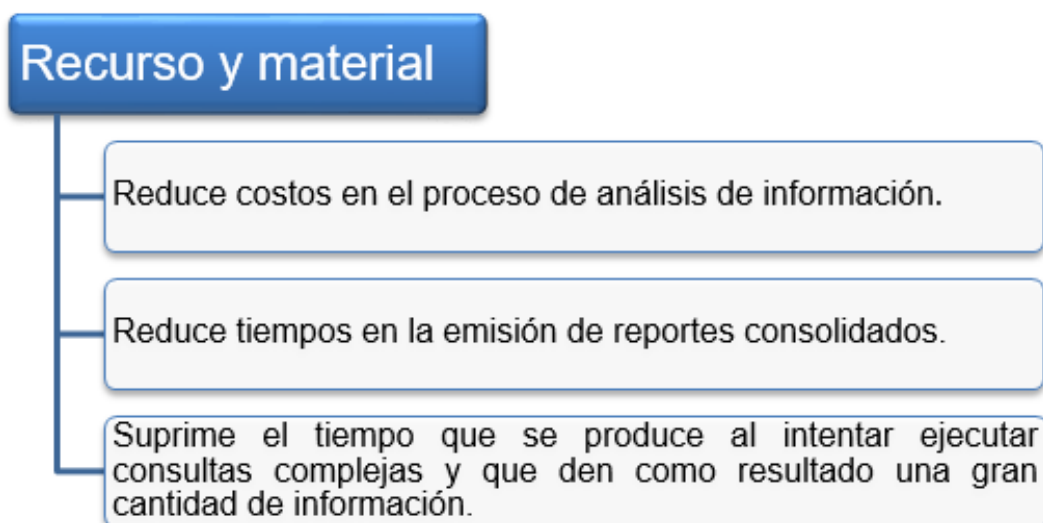 Recurso y material
Reduce costos en el proceso de análisis de información.
Reduce tiempos en la emisión de reportes consolidados.
Suprime el tiempo que se produce al intentar ejecutar
consultas complejas y que den como resultado una gran
cantidad de información.